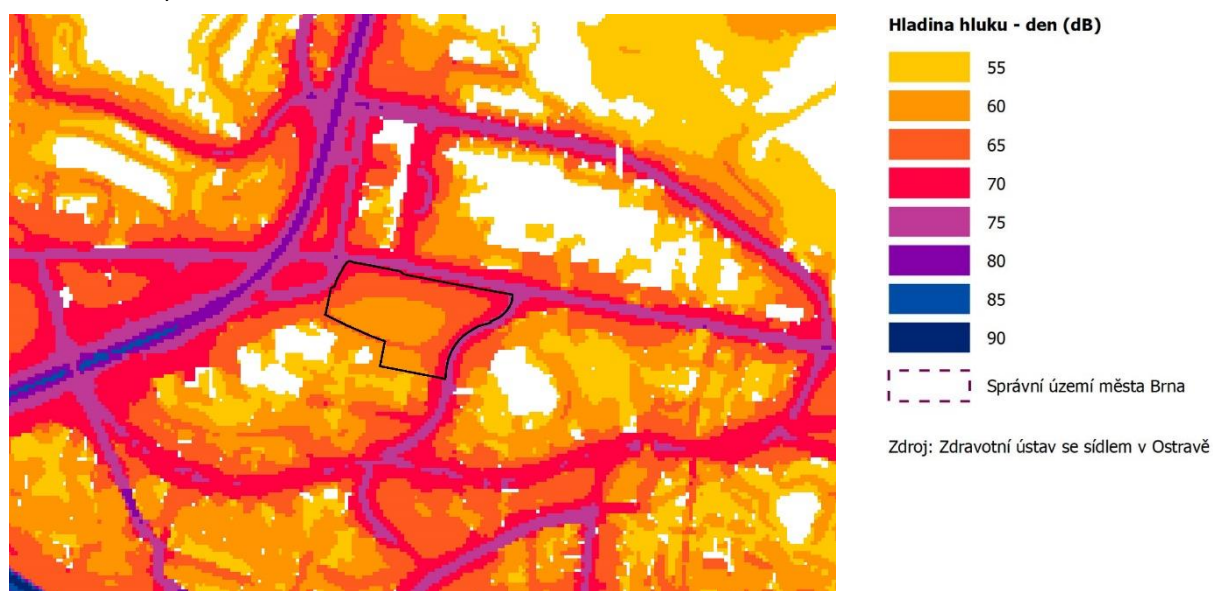 Hladina hluku - den (dB)
55
60
65
70
75
80
85
90
Správní území města Brna
Zdroj: Zdravotní ústav se sídlem v Ostravě